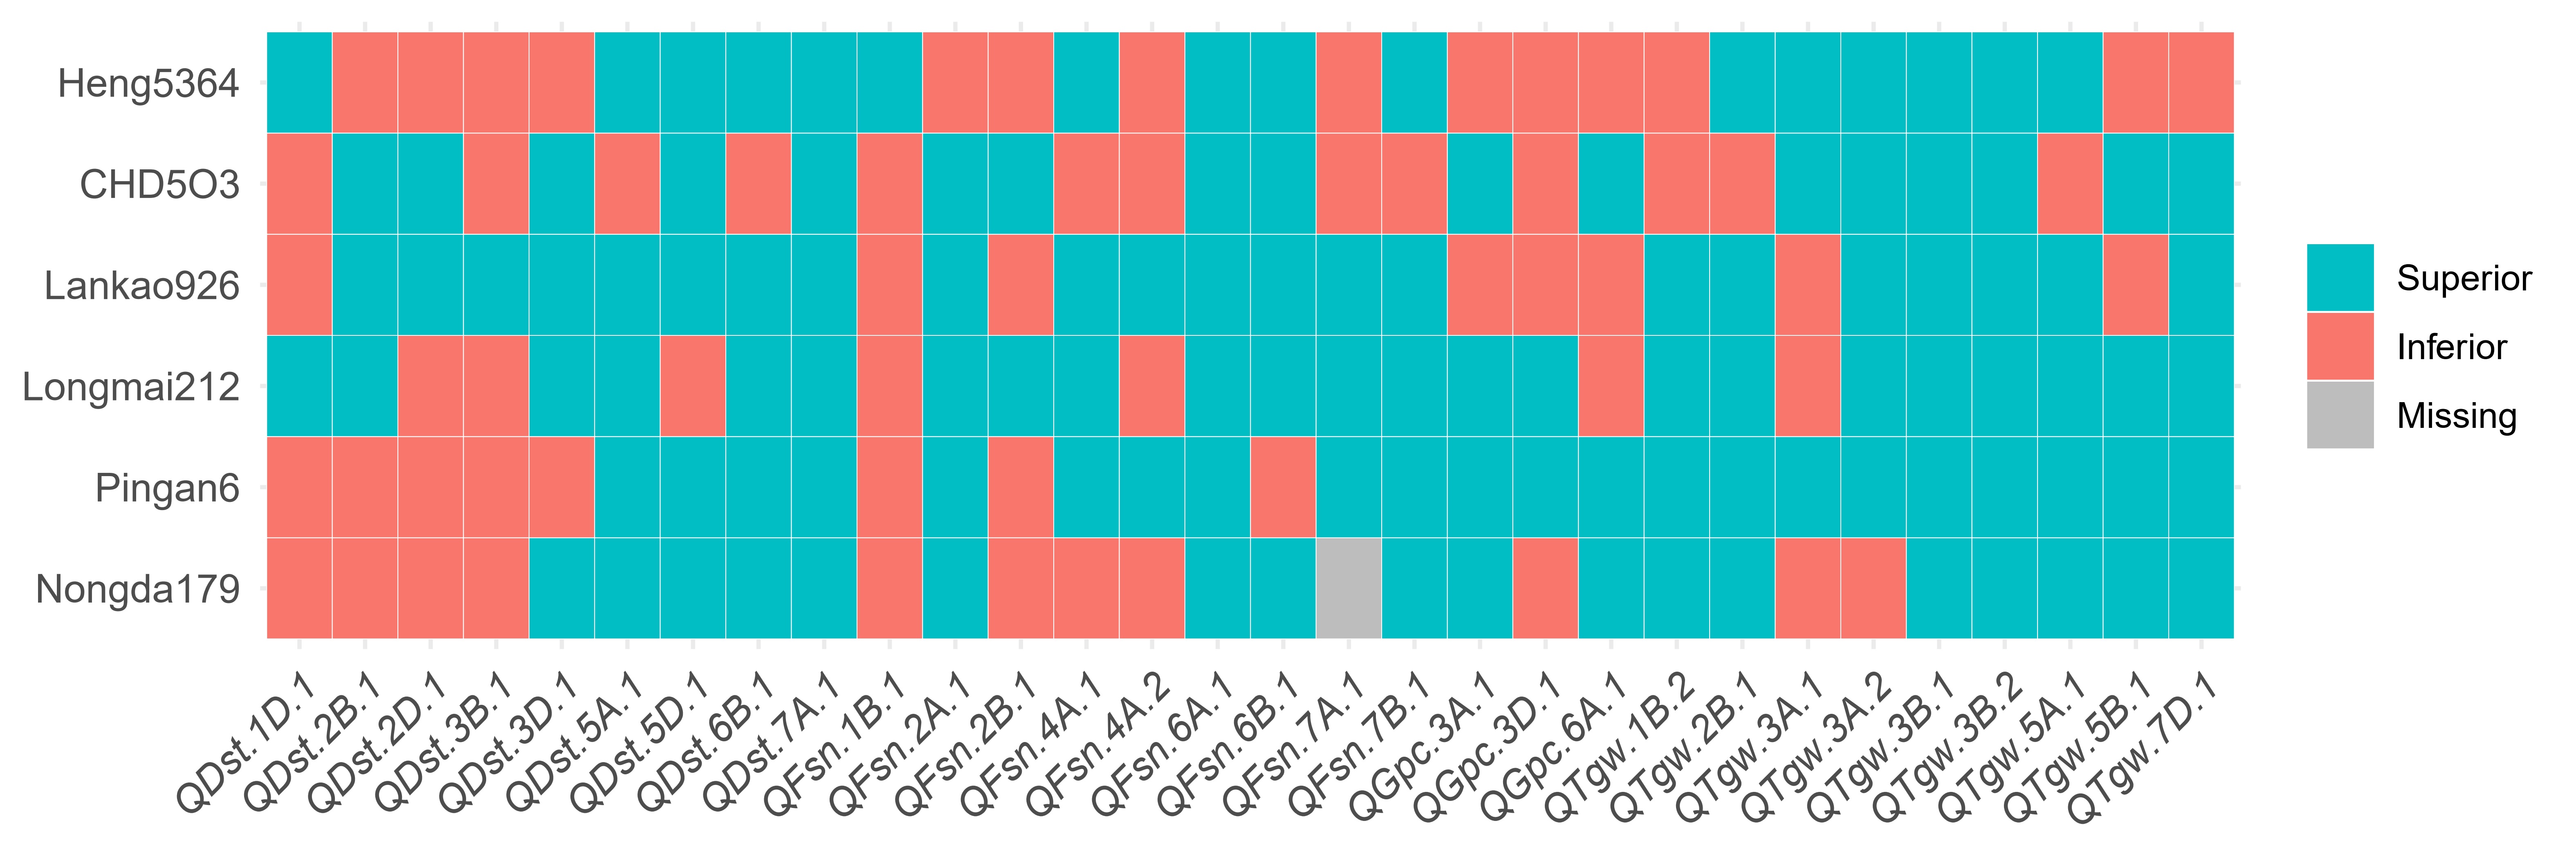 Heng5364
CHD5O3
Lankao926
Longmai212
Pingan6
Nongda179
QDst.1D.1
QDst.2B.1
QDst.2D.1
QDst.3B.1
QDst.3D.1
QDst.5A.1
QDst.5D.1
QDst.6B.1
QDst.7A.1
QFsn.1B.1
QFsn.2A.1
QFsn.2B.1
QFsn.4A.1
QFsn.4A.2
QFsn.6A.1
QFsn.6B.1
QFsn.7A.1
QFsn.7B.1
QGpc.3A.1
QGpc.3D.1
QGpc.6A.1
QTgw.1B.2
QTgw.2B.1
QTgw.3A.1
QTgw.3A.2
QTgw.3B.1
QTgw.3B.2
QTgw.5A.1
QTgw.5B.1
QTgw.7D.1
Superior
Inferior
Missing